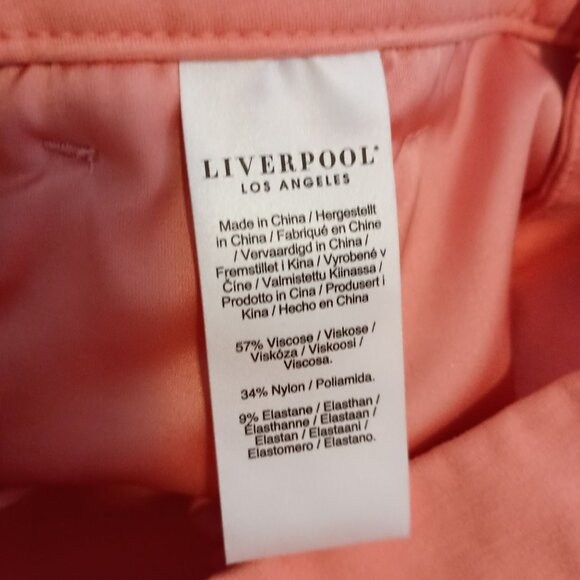 LIVERPOOL®
LOS ANGELES
Made in China / Hergestellt
in China / Fabriqué en Chine
/ Vervaardigd in China /
Fremstillet i Kina / Vyrobené v
Číne / Valmistettu Kiinassa /
Prodotto in Cina / Produsert i
Kina / Hecho en China
57% Viscose / Viskose /
Viskóza / Viskoosi /
Viscosa.
34% Nylon / Poliamida.
9% Elastane / Elasthan /
Élasthanne / Elastaan /
Elastan / Elastaani /
Elastomero / Elastano.